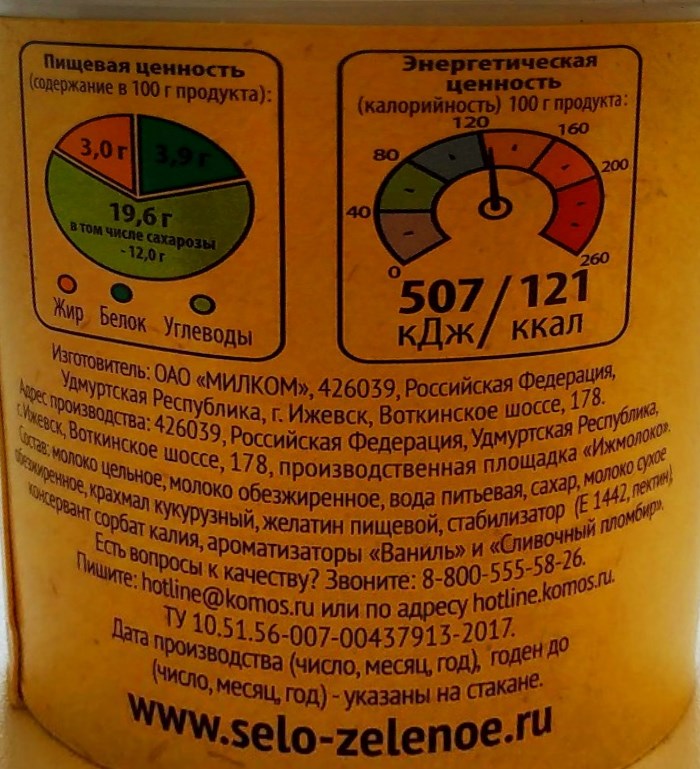 Пищевая ценность
(содержание в 100 г продукта):
3,0 г
3,9 г
19,6 г
в том числе сахарозы
- 12,0 г
Жир Белок Углеводы
Энергетическая
ценность
(калорийность) 100 г продукта:
0
40
80
120
160
200
260
507 / 121
кДж / ккал
Изготовитель: ОАО «МИЛКОМ», 426039, Российская Федерация,
Удмуртская Республика, г. Ижевск, Воткинское шоссе, 178.
Адрес производства: 426039, Российская Федерация, Удмуртская Республика,
г. Ижевск, Воткинское шоссе, 178, производственная площадка «Ижмолоко».
Состав: молоко цельное, молоко обезжиренное, вода питьевая, сахар, молоко сухое
обезжиренное, крахмал кукурузный, желатин пищевой, стабилизатор (Е 1442, пектин),
консервант сорбат калия, ароматизаторы «Ваниль» и «Сливочный пломбир».
Есть вопросы к качеству? Звоните: 8-800-555-58-26.
Пишите: hotline@komos.ru или по адресу hotline.komos.ru.
ТУ 10.51.56-007-00437913-2017.
Дата производства (число, месяц, год), годен до
(число, месяц, год) - указаны на стакане.
www.selo-zelenoe.ru